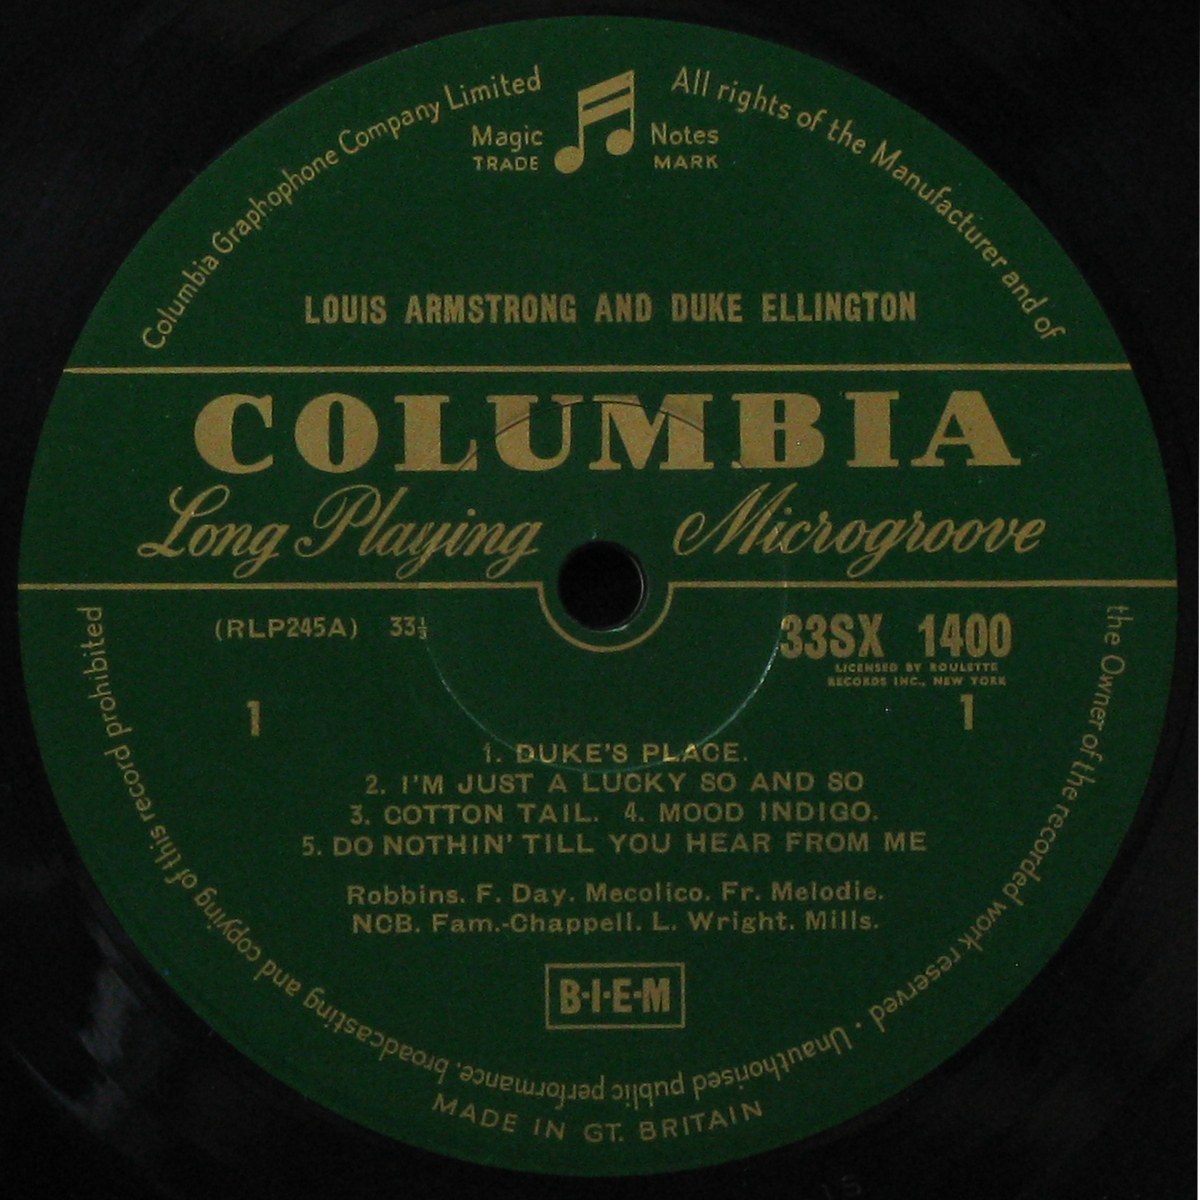 Columbia Graphophone Company Limited
All rights of the Manufacturer and of
the Owner of the recorded work reserved · Unauthorised public performance, broadcasting and copying of this record prohibited
Magic Notes
TRADE MARK
LOUIS ARMSTRONG AND DUKE ELLINGTON
COLUMBIA
Long Playing Microgroove
(RLP245A) 33⅓ 33SX 1400
LICENSED BY ROULETTE
RECORDS INC., NEW YORK
1 1
1. DUKE'S PLACE.
2. I'M JUST A LUCKY SO AND SO
3. COTTON TAIL. 4. MOOD INDIGO.
5. DO NOTHIN' TILL YOU HEAR FROM ME
Robbins. F. Day. Mecolico. Fr. Melodie.
NCB. Fam.-Chappell. L. Wright. Mills.
B·I·E·M
MADE IN GT. BRITAIN